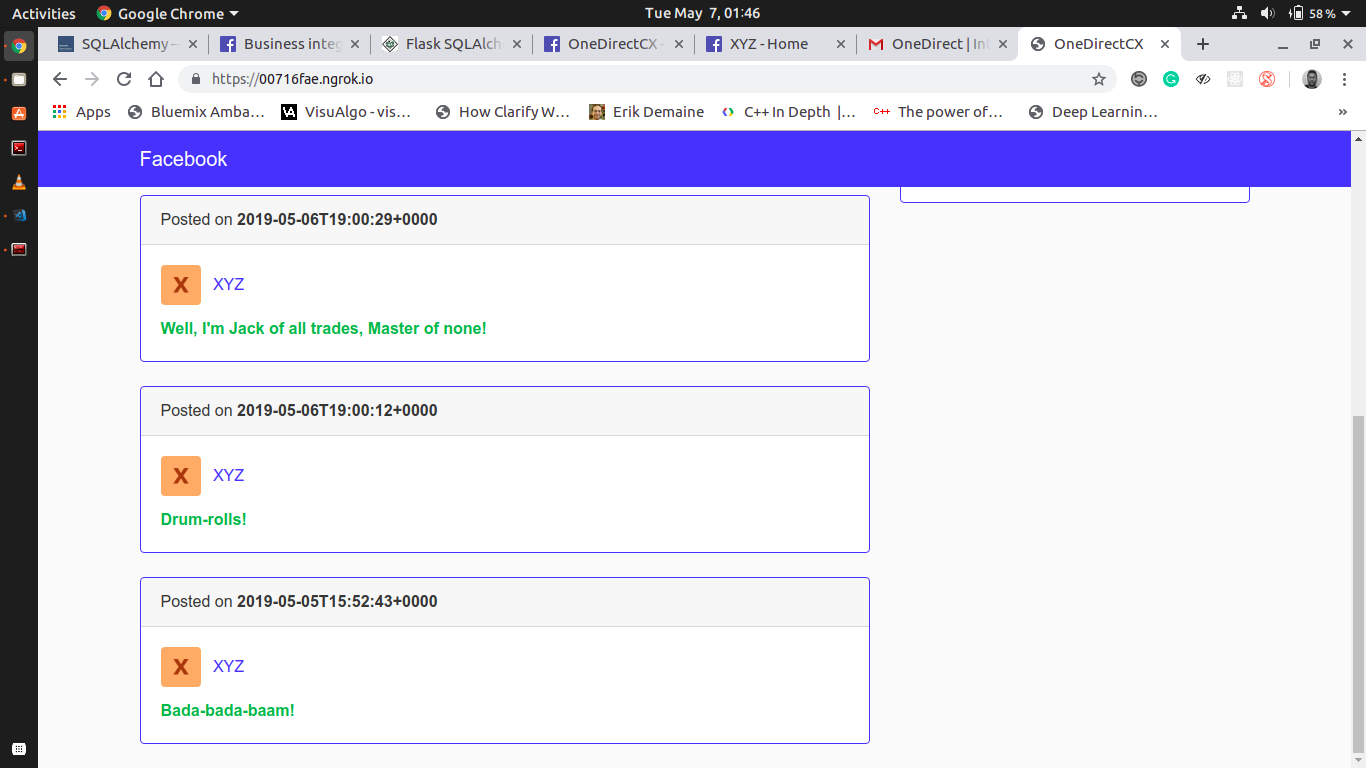 Activities Google Chrome Tue May 7, 01:46 58 %
SQLAlchemy — Business integ Flask SQLAlch OneDirectCX - XYZ - Home OneDirect | Int OneDirectCX
https://00716fae.ngrok.io
Apps Bluemix Amba... VisuAlgo - vis... How Clarify W... Erik Demaine C++ In Depth |... The power of... Deep Learnin... »
Facebook
Posted on 2019-05-06T19:00:29+0000
X XYZ
Well, I'm Jack of all trades, Master of none!
Posted on 2019-05-06T19:00:12+0000
X XYZ
Drum-rolls!
Posted on 2019-05-05T15:52:43+0000
X XYZ
Bada-bada-baam!